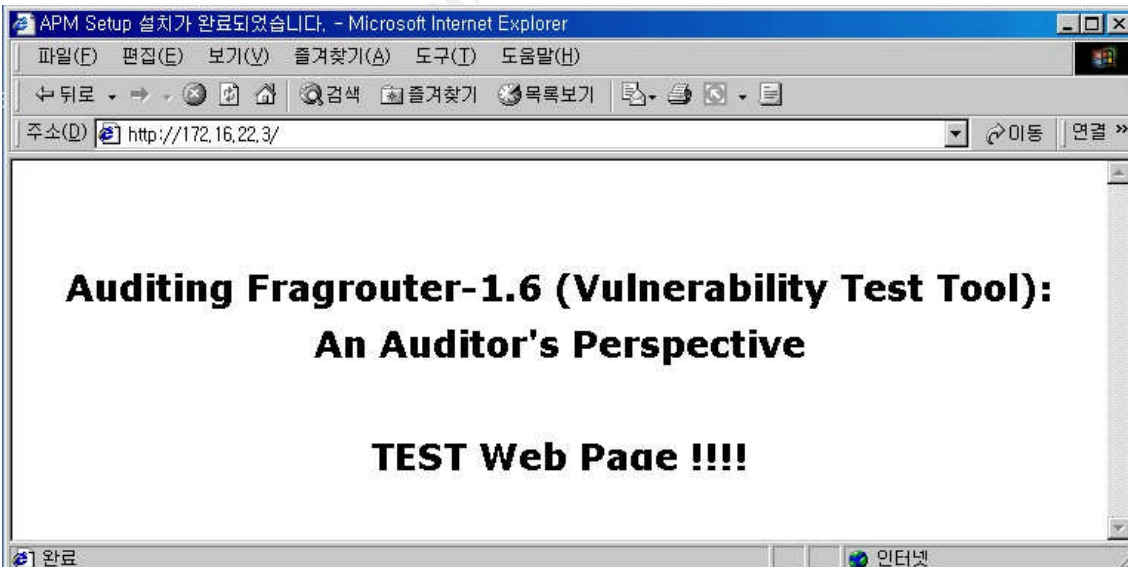 APM Setup 설치가 완료되었습니다. - Microsoft Internet Explorer
파일(F) 편집(E) 보기(V) 즐겨찾기(A) 도구(T) 도움말(H)
뒤로 검색 즐겨찾기 목록보기
주소(D) http://172.16.22.3/ 이동 연결 »
Auditing Fragrouter-1.6 (Vulnerability Test Tool):
An Auditor's Perspective
TEST Web Page !!!!
완료 인터넷